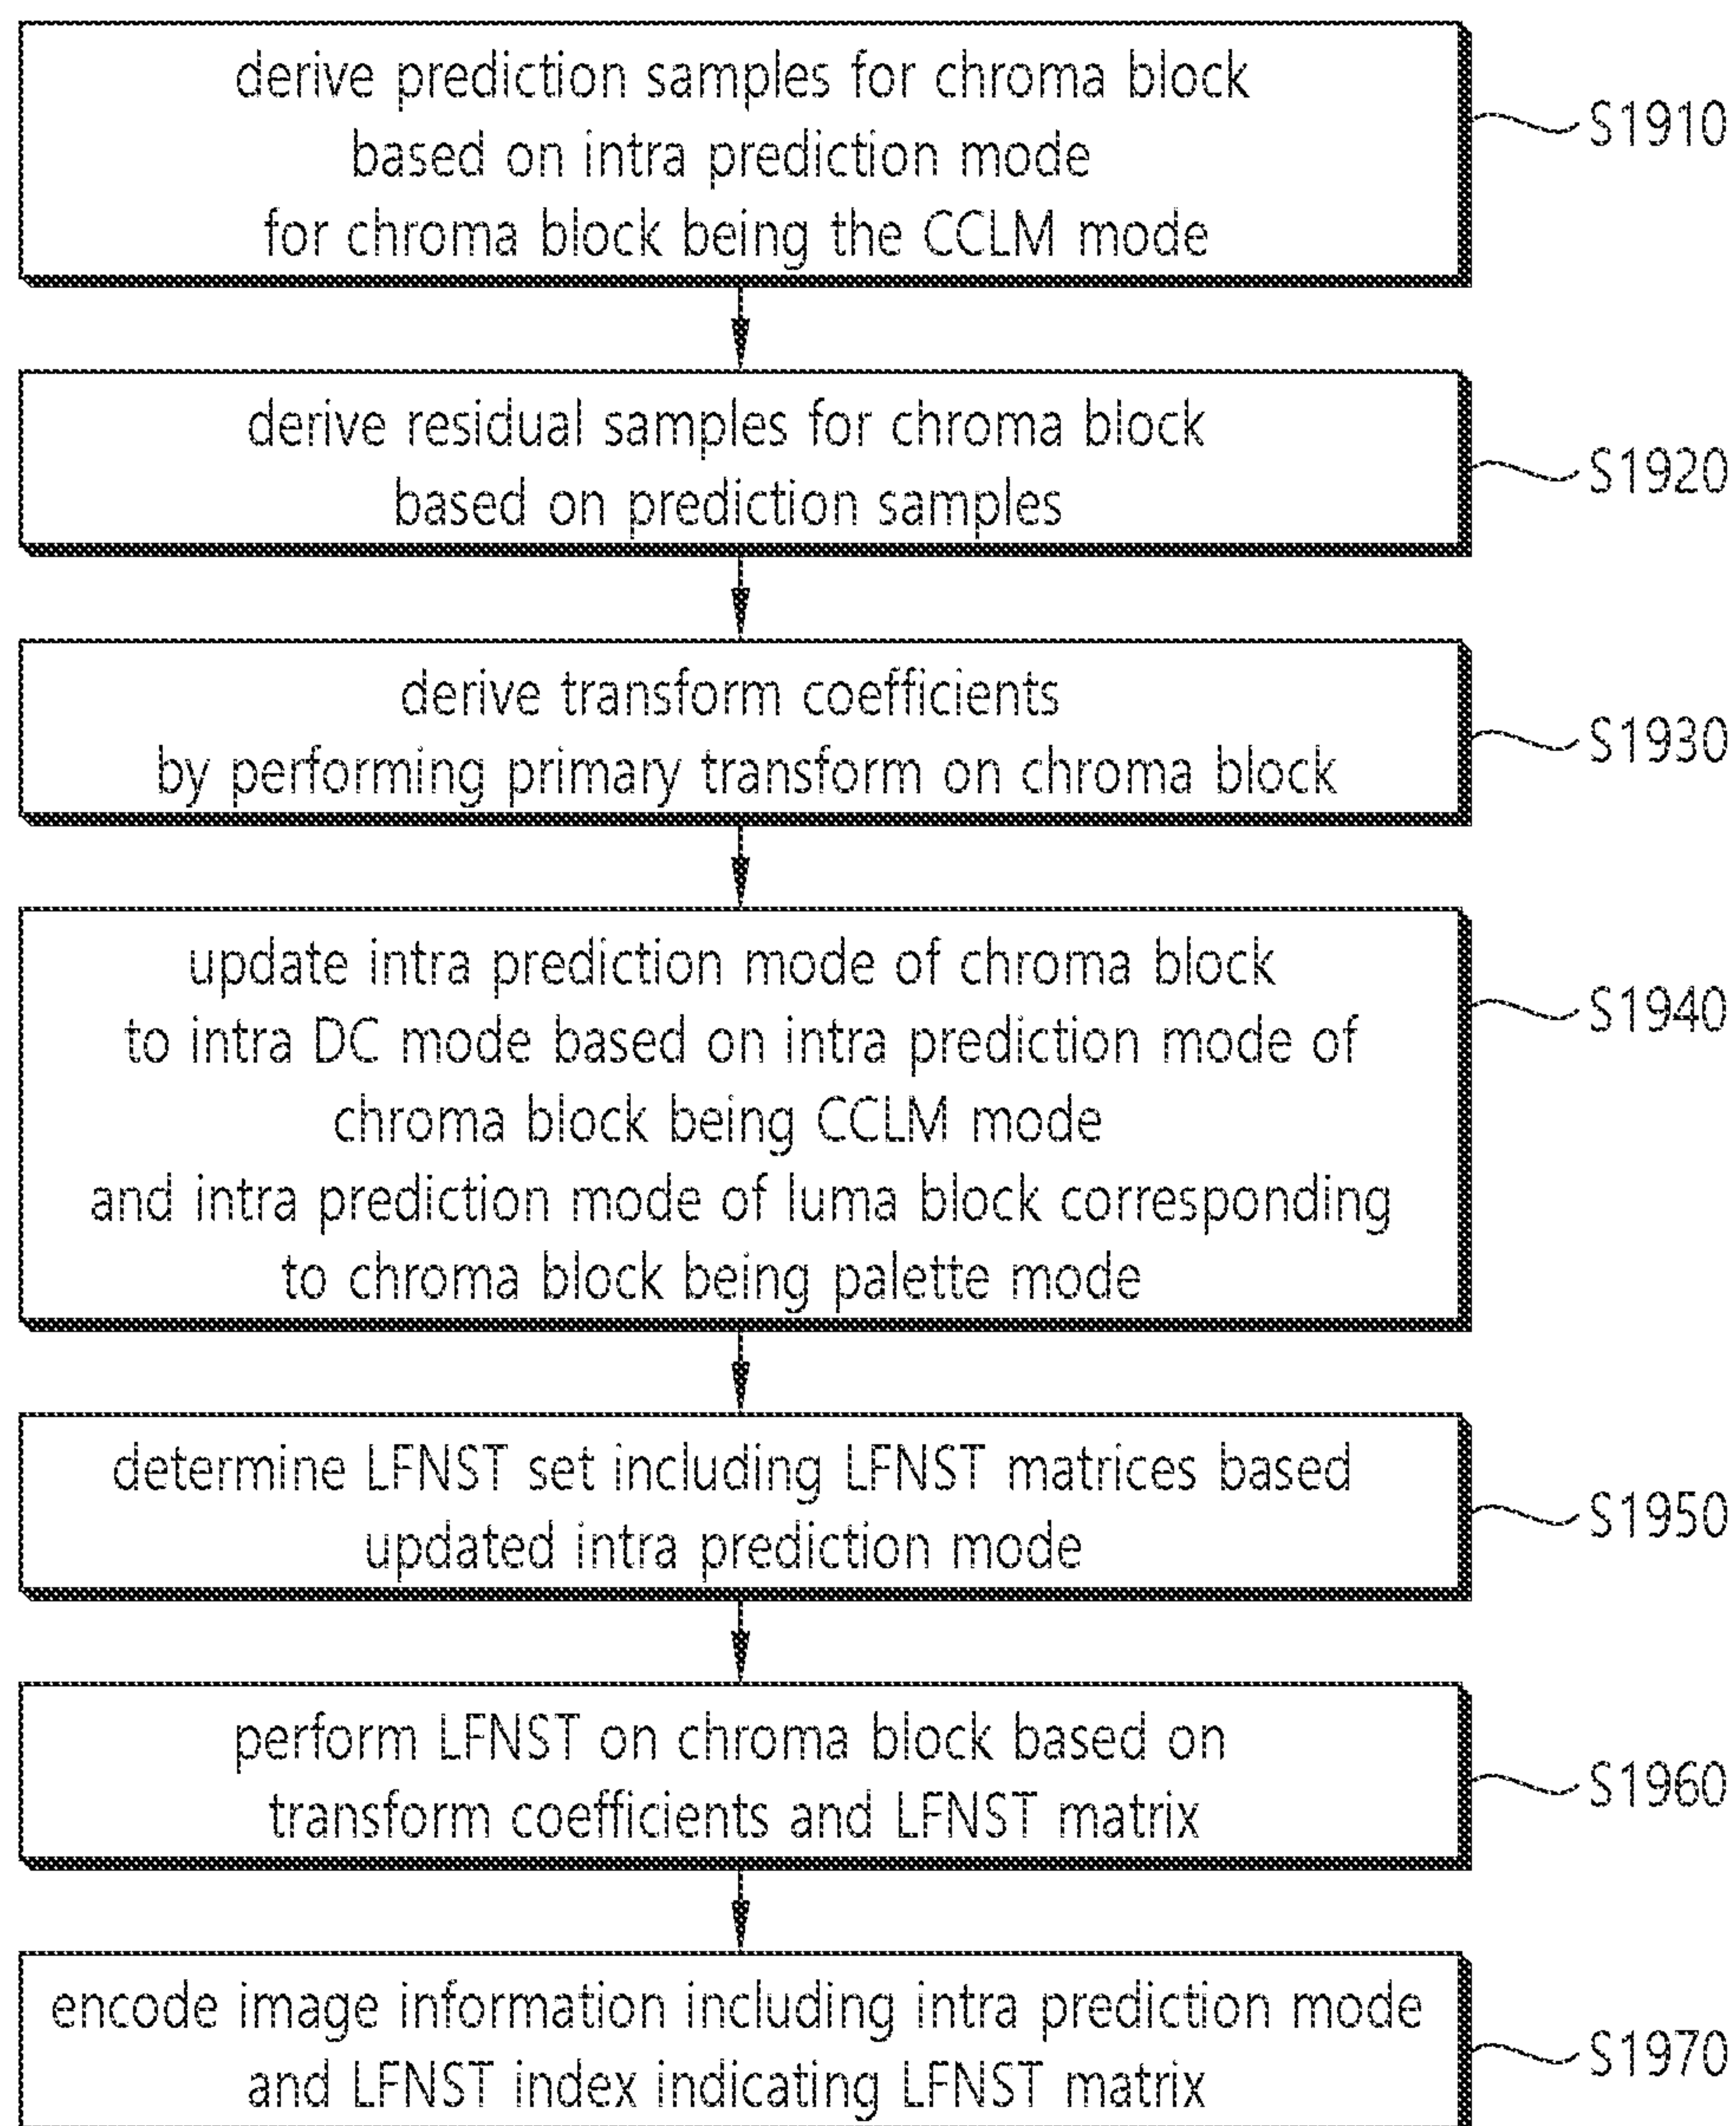 derive prediction samples for chroma block
based on intra prediction mode
for chroma block being the CCLM mode
S1910
derive residual samples for chroma block
based on prediction samples
S1920
derive transform coefficients
by performing primary transform on chroma block
S1930
update intra prediction mode of chroma block
to intra DC mode based on intra prediction mode of
chroma block being CCLM mode
and intra prediction mode of luma block corresponding
to chroma block being palette mode
S1940
determine LFNST set including LFNST matrices based
updated intra prediction mode
S1950
perform LFNST on chroma block based on
transform coefficients and LFNST matrix
S1960
encode image information including intra prediction mode
and LFNST index indicating LFNST matrix
S1970